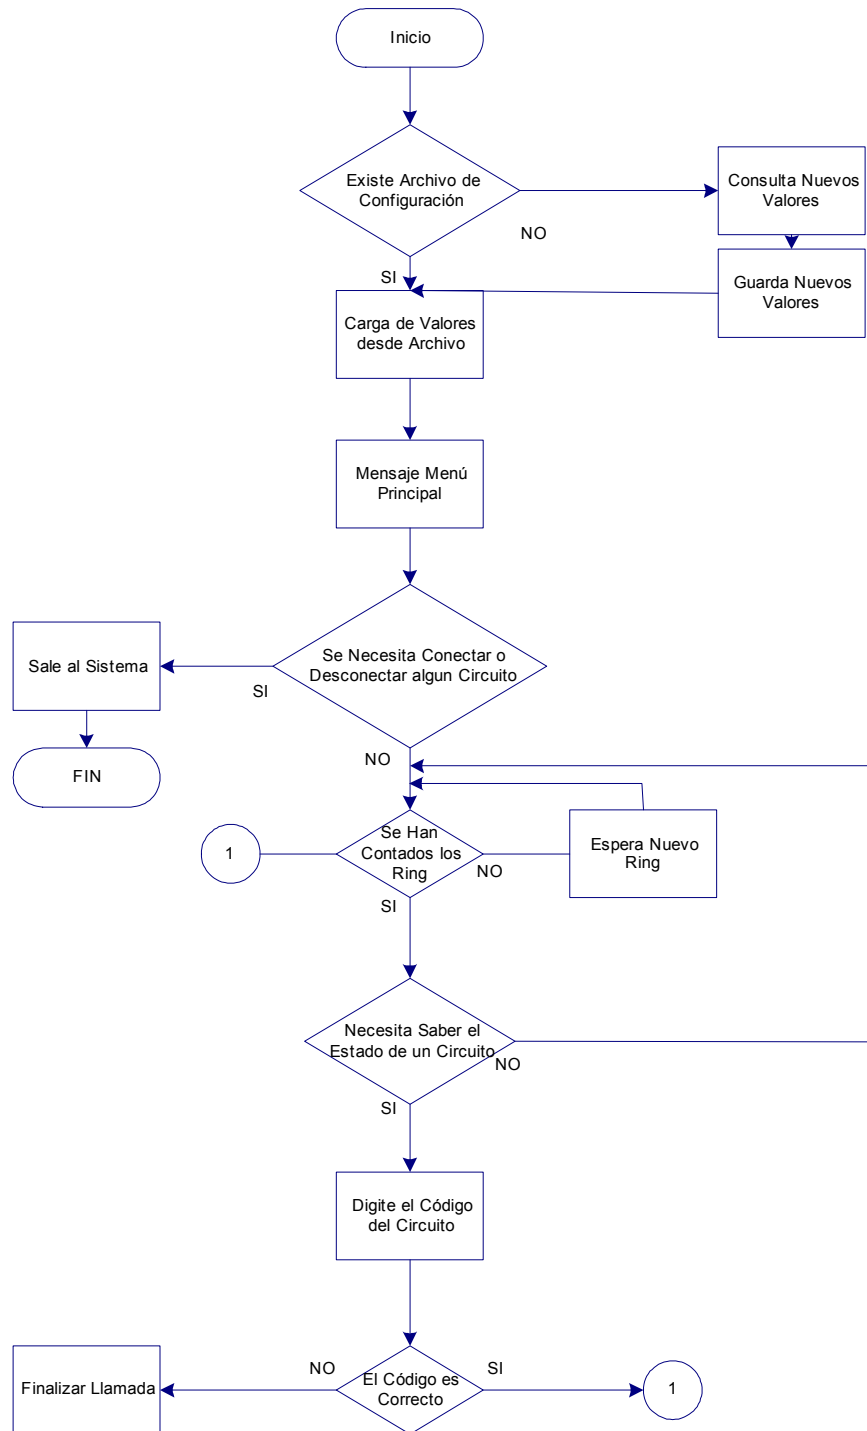 Inicio
Existe Archivo de
Configuración
NO
SI
Consulta Nuevos
Valores
Guarda Nuevos
Valores
Carga de Valores
desde Archivo
Mensaje Menú
Principal
Se Necesita Conectar o
Desconectar algun Circuito
SI
Sale al Sistema
FIN
NO
1
Se Han
Contados los
Ring
NO
Espera Nuevo
Ring
SI
Necesita Saber el
Estado de un Circuito
NO
SI
Digite el Código
del Circuito
Finalizar Llamada
NO
El Código es
Correcto
SI
1